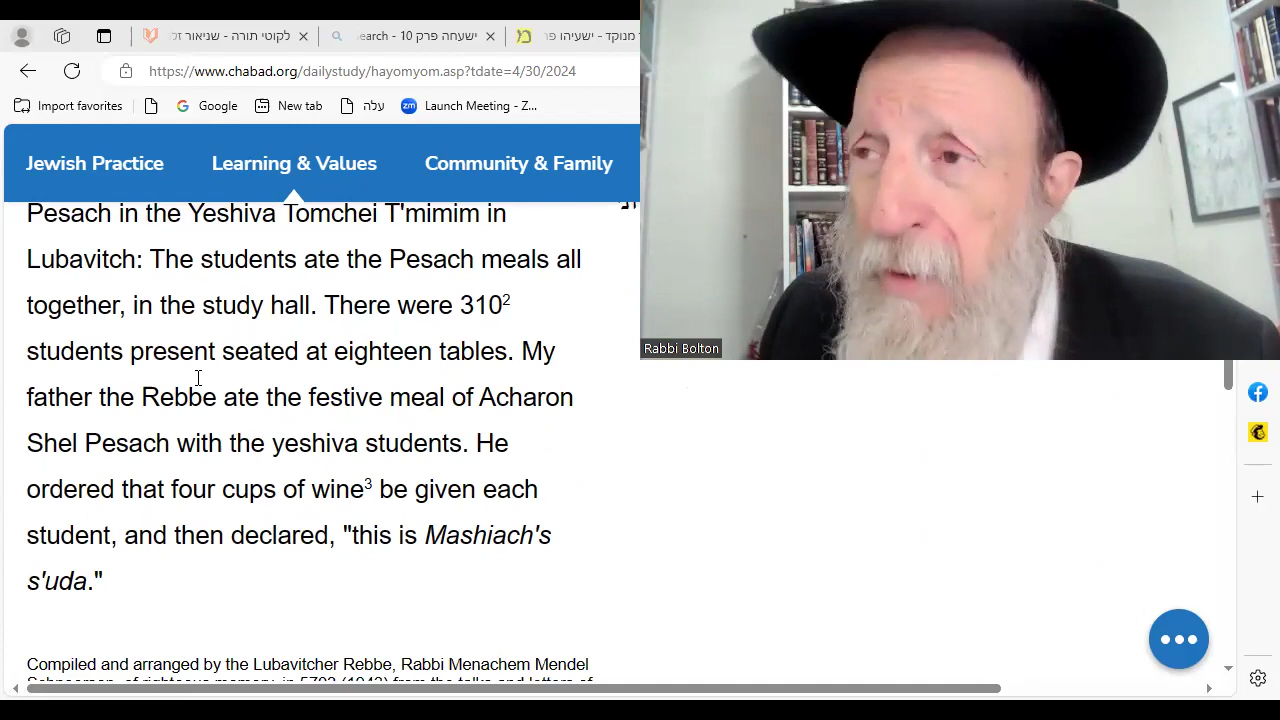 לקוטי תורה - שניאור זל
ישעחה פרק 10 - earch
מנוקד - ישעיהו פר
https://www.chabad.org/dailystudy/hayomyom.asp?tdate=4/30/2024
Import favorites Google New tab עלה Launch Meeting - Z...
Jewish Practice Learning & Values Community & Family
Pesach in the Yeshiva Tomchei T'mimim in
Lubavitch: The students ate the Pesach meals all
together, in the study hall. There were 310²
students present seated at eighteen tables. My
father the Rebbe ate the festive meal of Acharon
Shel Pesach with the yeshiva students. He
ordered that four cups of wine³ be given each
student, and then declared, "this is Mashiach's
s'uda."
Compiled and arranged by the Lubavitcher Rebbe, Rabbi Menachem Mendel
Rabbi Bolton